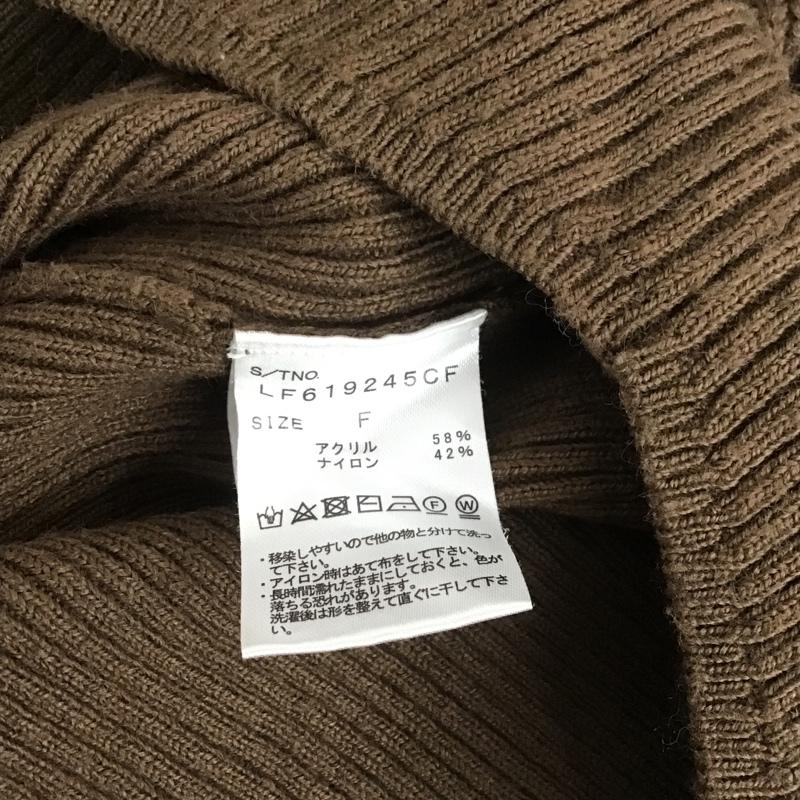 S/TNO.
LF619245CF
SIZE F
アクリル 58%
ナイロン 42%
F W
・移染しやすいので他の物と分けて洗っ
て下さい。
・アイロン時はあて布をして下さい。
・長時間濡れたままにしておくと、色が
落ちる恐れがあります。
洗濯後は形を整えて直ぐに干して下さ
い。